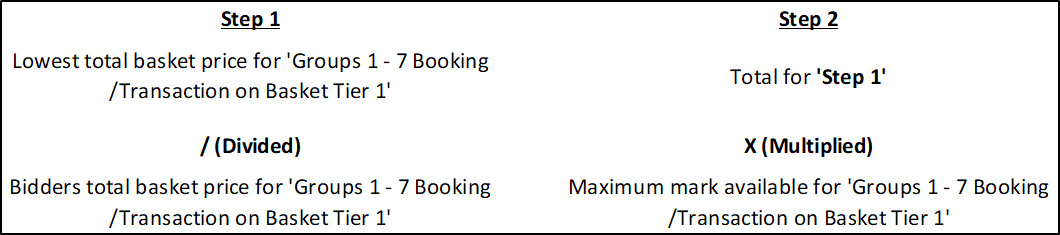 Step 1
Lowest total basket price for 'Groups 1 - 7 Booking
/Transaction on Basket Tier 1'
/ (Divided)
Bidders total basket price for 'Groups 1 - 7 Booking
/Transaction on Basket Tier 1'
Step 2
Total for 'Step 1'
X (Multiplied)
Maximum mark available for 'Groups 1 - 7 Booking
/Transaction on Basket Tier 1'